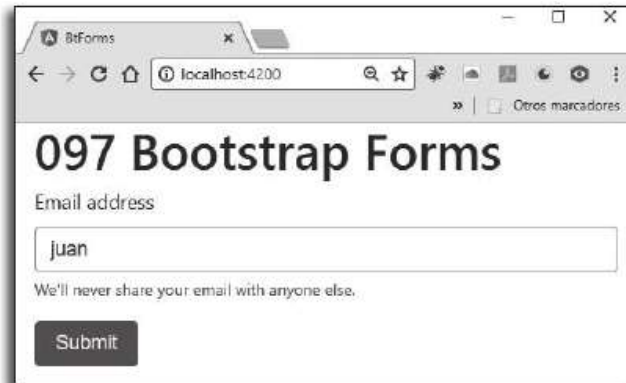 BtForms
localhost:4200
Otros marcadores
097 Bootstrap Forms
Email address
juan
We'll never share your email with anyone else.
Submit